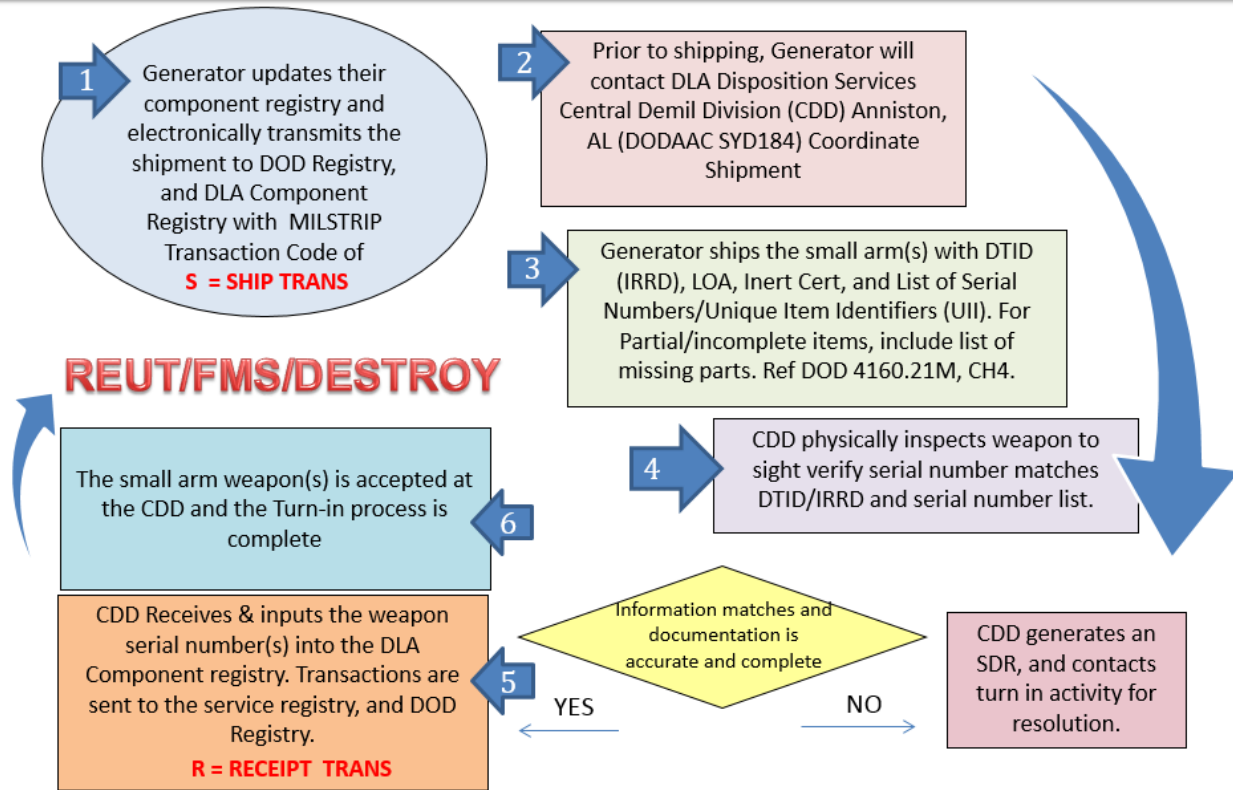 1
Generator updates their
component registry and
electronically transmits the
shipment to DOD Registry,
and DLA Component
Registry with MILSTRIP
Transaction Code of
S = SHIP TRANS
2
Prior to shipping, Generator will
contact DLA Disposition Services
Central Demil Division (CDD) Anniston,
AL (DODAAC SYD184) Coordinate
Shipment
3
Generator ships the small arm(s) with DTID
(IRRD), LOA, Inert Cert, and List of Serial
Numbers/Unique Item Identifiers (UII). For
Partial/incomplete items, include list of
missing parts. Ref DOD 4160.21M, CH4.
4
CDD physically inspects weapon to
sight verify serial number matches
DTID/IRRD and serial number list.
Information matches and
documentation is
accurate and complete
YES
NO
CDD generates an
SDR, and contacts
turn in activity for
resolution.
5
CDD Receives & inputs the weapon
serial number(s) into the DLA
Component registry. Transactions are
sent to the service registry, and DOD
Registry.
R = RECEIPT TRANS
6
The small arm weapon(s) is accepted at
the CDD and the Turn-in process is
complete
REUT/FMS/DESTROY